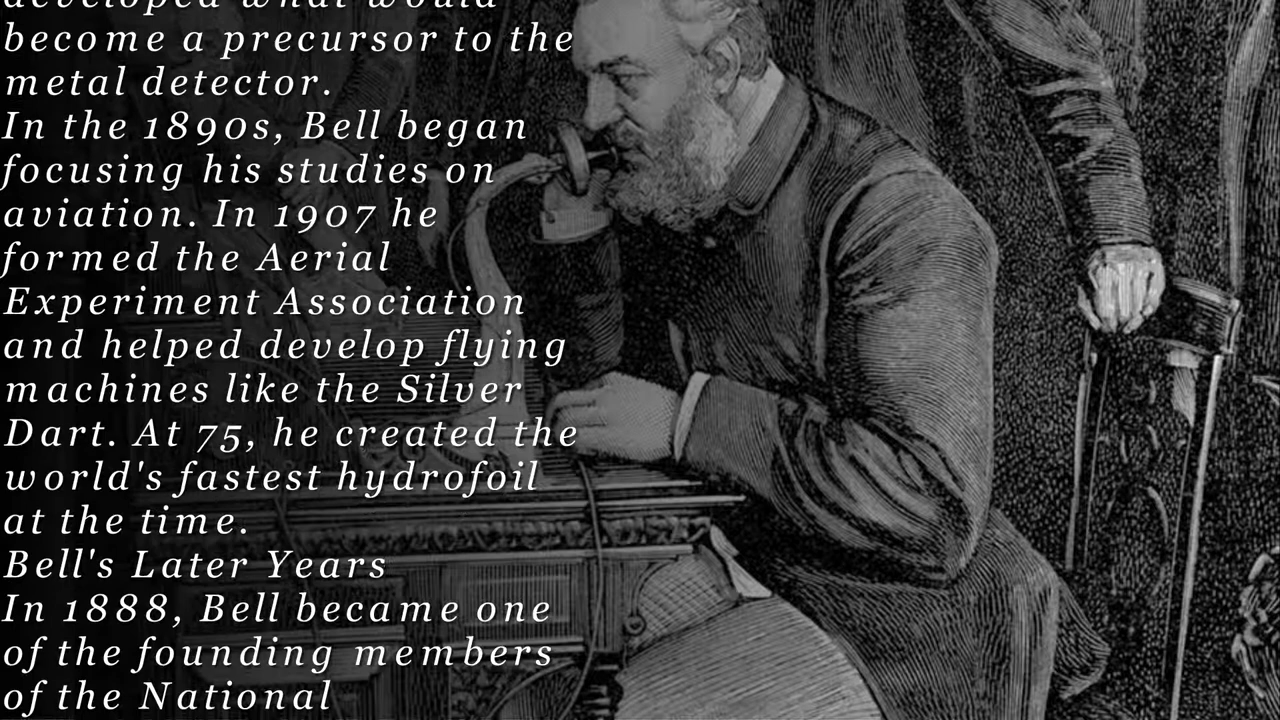 developed what would
become a precursor to the
metal detector.
In the 1890s, Bell began
focusing his studies on
aviation. In 1907 he
formed the Aerial
Experiment Association
and helped develop flying
machines like the Silver
Dart. At 75, he created the
world's fastest hydrofoil
at the time.
Bell's Later Years
In 1888, Bell became one
of the founding members
of the National